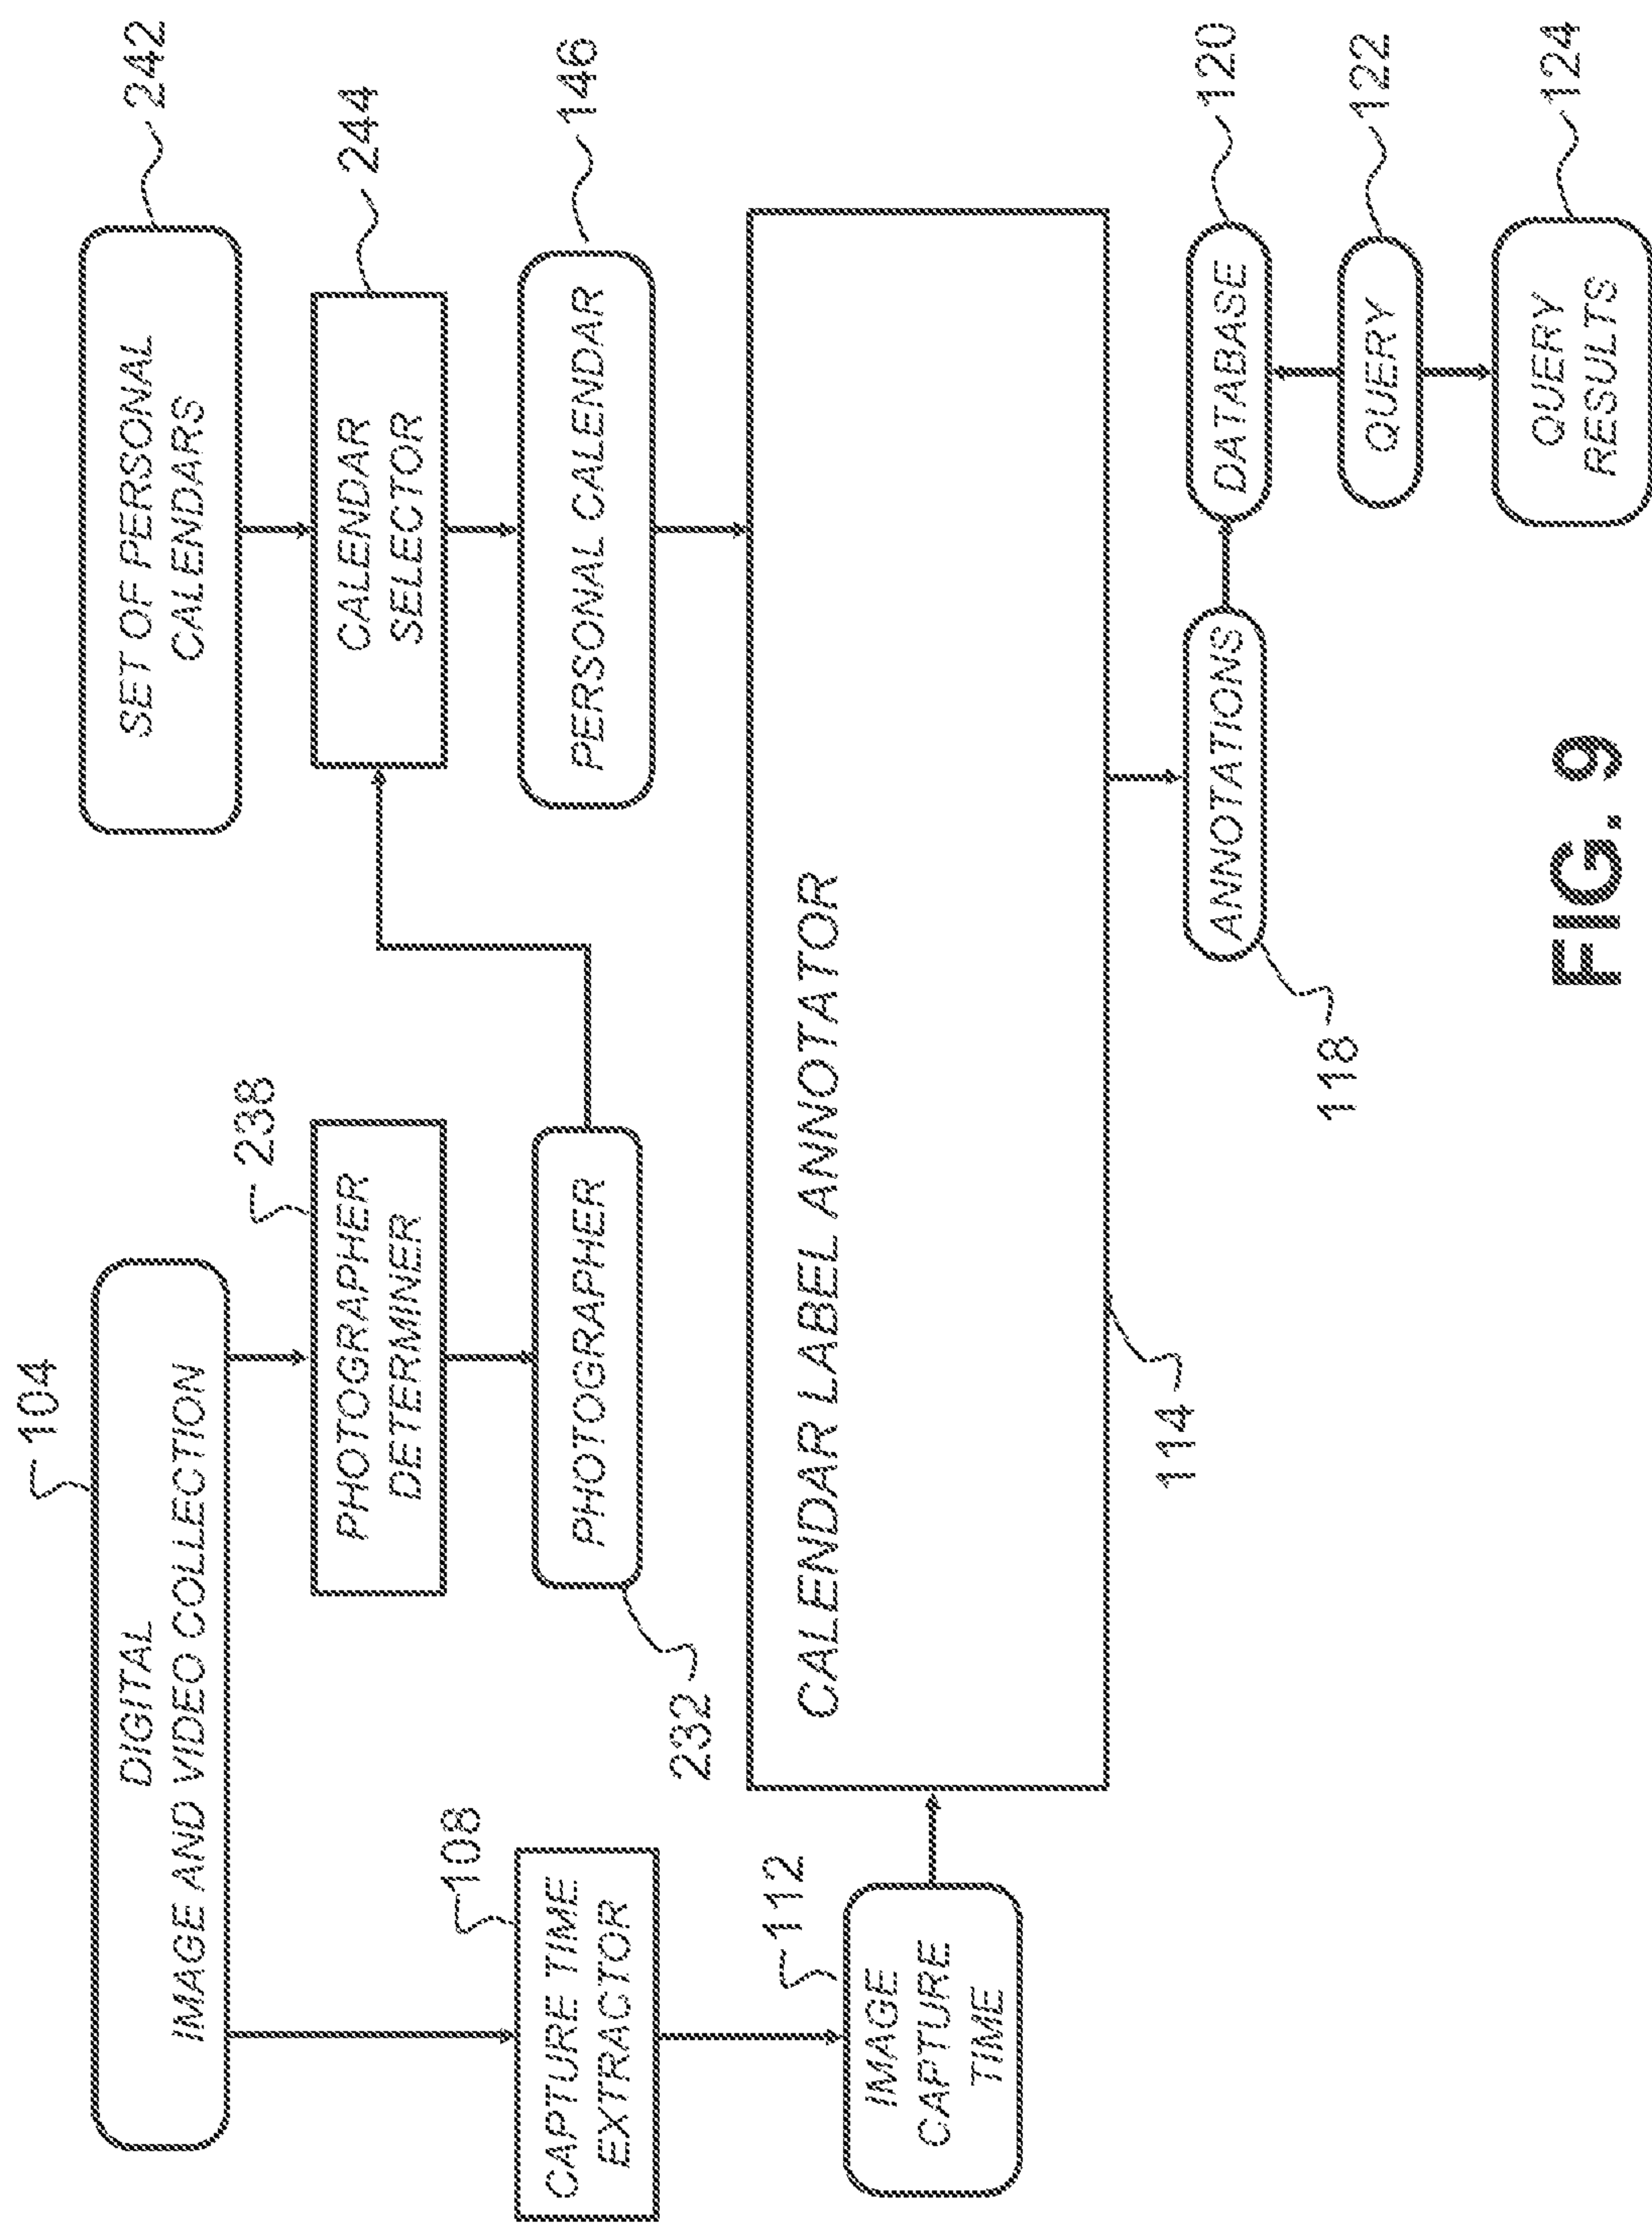 104
DIGITAL
IMAGE AND VIDEO COLLECTION
242
SET OF PERSONAL
CALENDARS
238
PHOTOGRAPHER
DETERMINER
244
CALENDAR
SELECTOR
108
CAPTURE TIME
EXTRACTOR
232
PHOTOGRAPHER
146
PERSONAL CALENDAR
112
IMAGE
CAPTURE
TIME
CALENDAR LABEL ANNOTATOR
114
118
ANNOTATIONS
DATABASE
120
QUERY
122
QUERY
RESULTS
124
FIG. 9